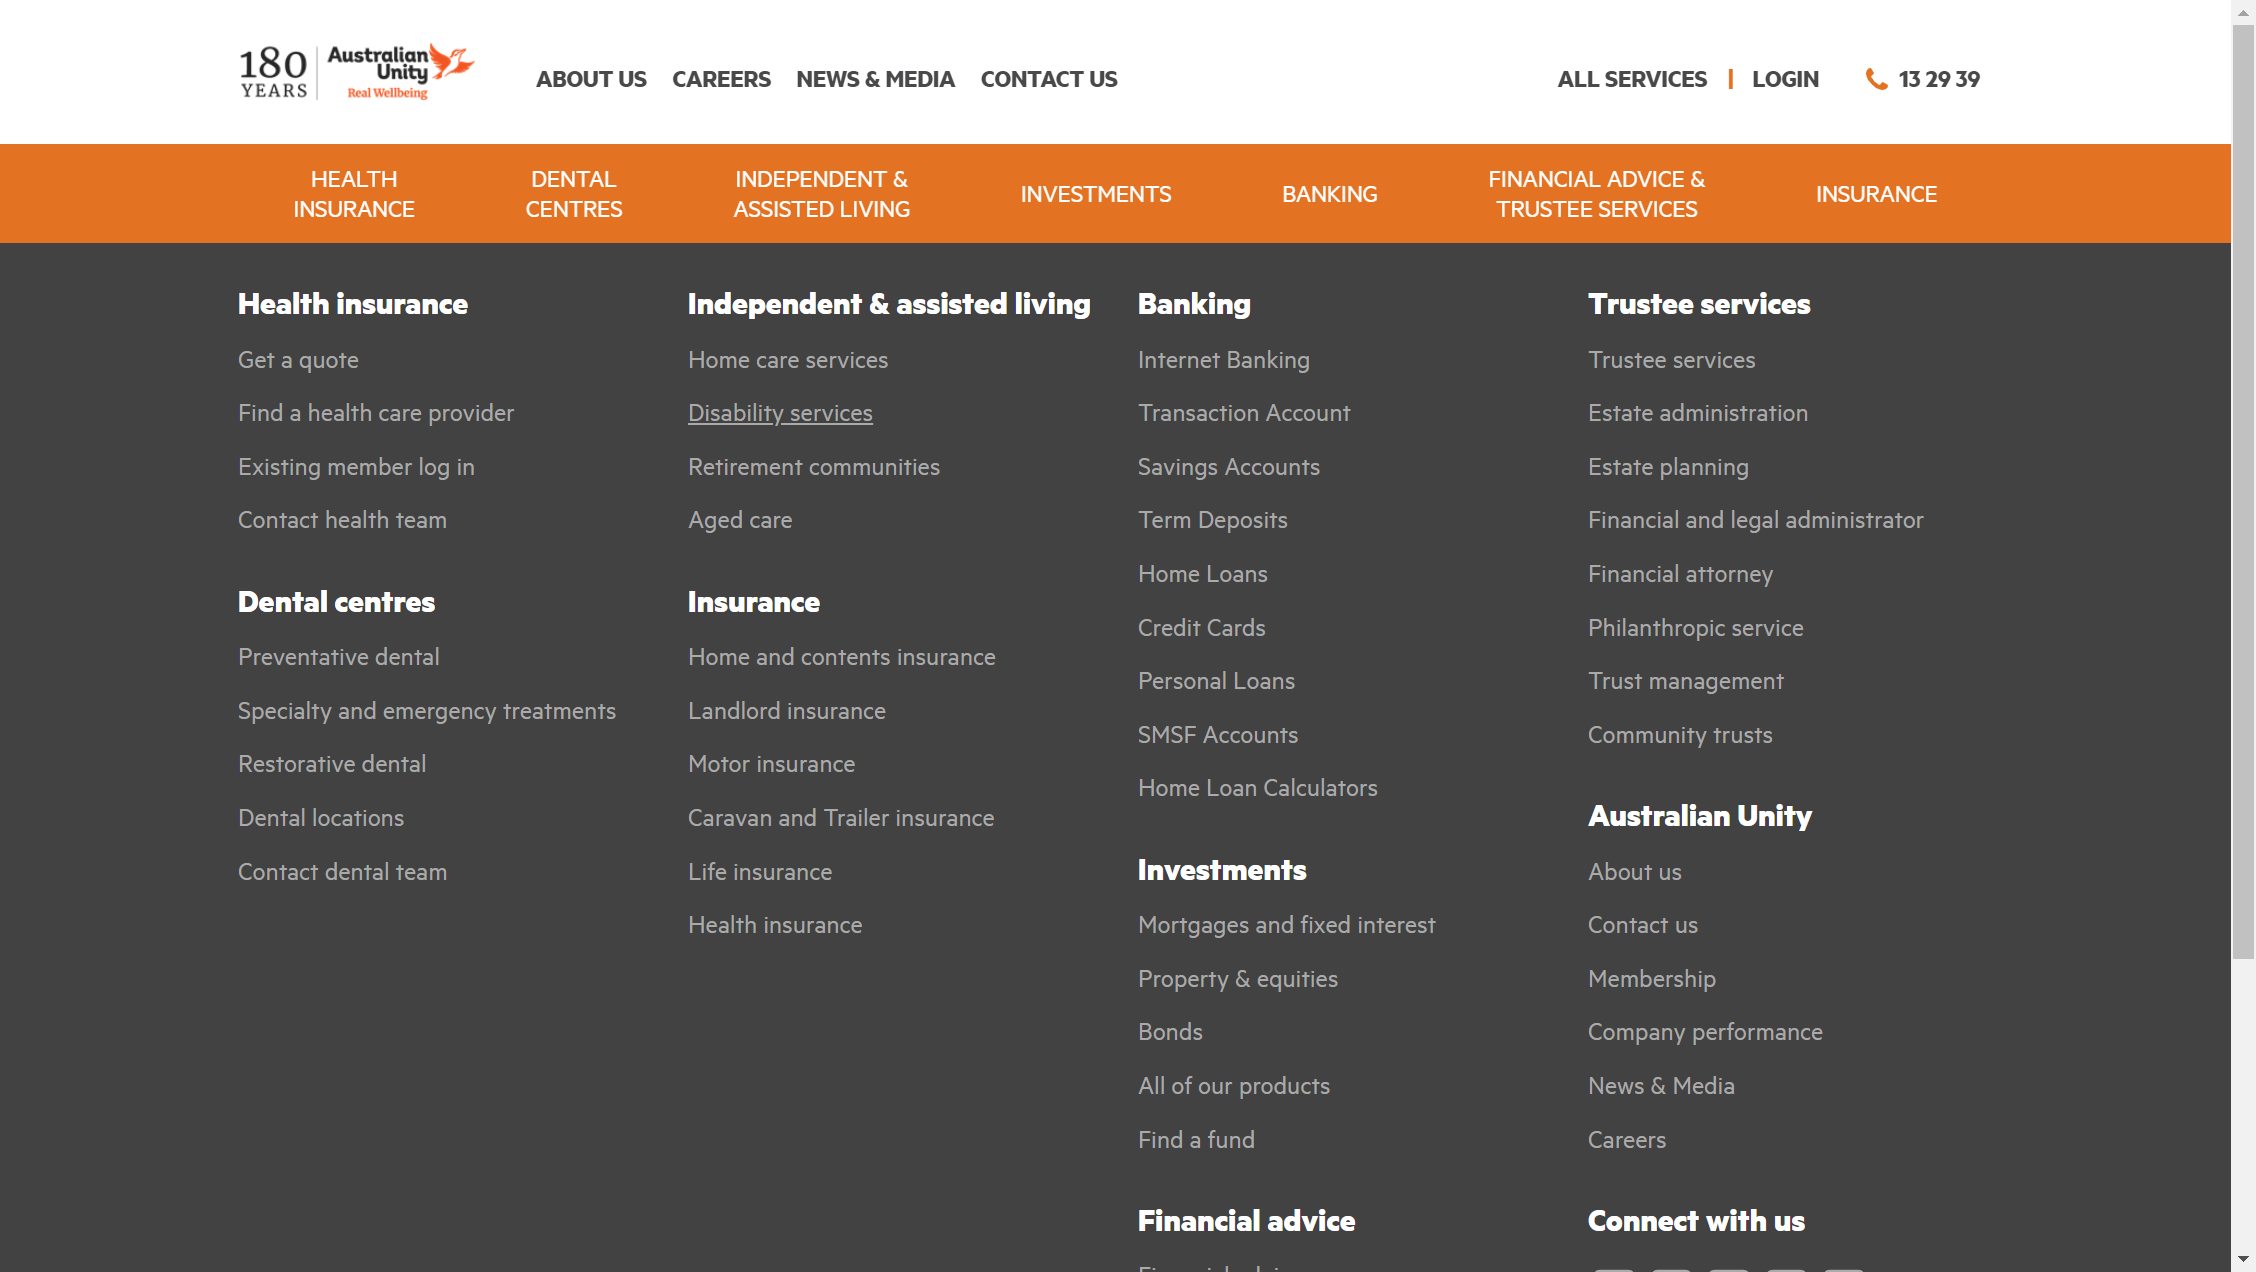 180
YEARS
Australian
Unity
Real Wellbeing
ABOUT US
CAREERS
NEWS & MEDIA
CONTACT US
ALL SERVICES
LOGIN
13 29 39
HEALTH
INSURANCE
DENTAL
CENTRES
INDEPENDENT &
ASSISTED LIVING
INVESTMENTS
BANKING
FINANCIAL ADVICE &
TRUSTEE SERVICES
INSURANCE
Health insurance
Get a quote
Find a health care provider
Existing member log in
Contact health team
Dental centres
Preventative dental
Specialty and emergency treatments
Restorative dental
Dental locations
Contact dental team
Independent & assisted living
Home care services
Disability services
Retirement communities
Aged care
Insurance
Home and contents insurance
Landlord insurance
Motor insurance
Caravan and Trailer insurance
Life insurance
Health insurance
Banking
Internet Banking
Transaction Account
Savings Accounts
Term Deposits
Home Loans
Credit Cards
Personal Loans
SMSF Accounts
Home Loan Calculators
Investments
Mortgages and fixed interest
Property & equities
Bonds
All of our products
Find a fund
Financial advice
Trustee services
Trustee services
Estate administration
Estate planning
Financial and legal administrator
Financial attorney
Philanthropic service
Trust management
Community trusts
Australian Unity
About us
Contact us
Membership
Company performance
News & Media
Careers
Connect with us